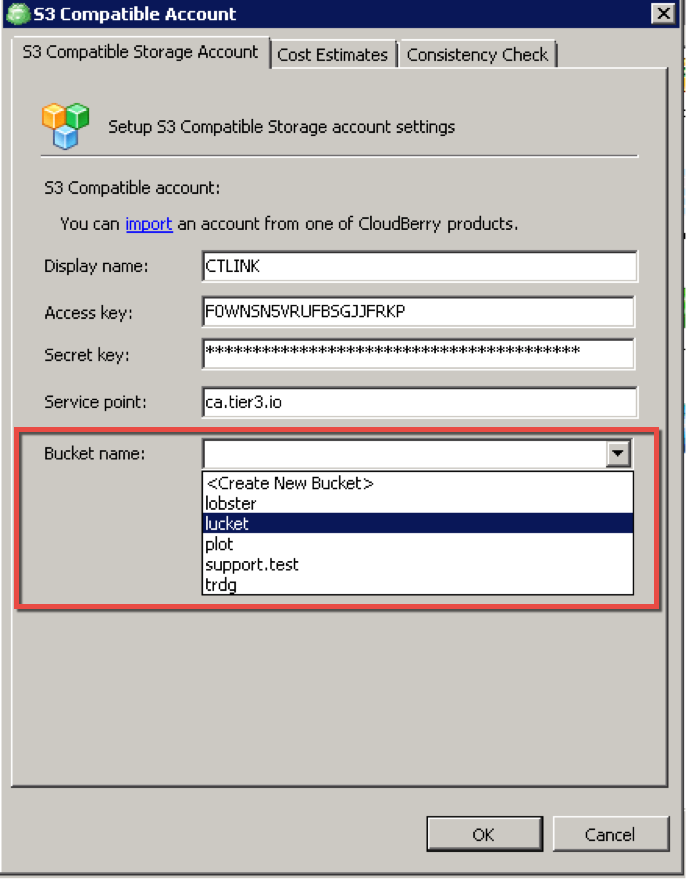 S3 Compatible Account
S3 Compatible Storage Account Cost Estimates Consistency Check
Setup S3 Compatible Storage account settings
S3 Compatible account:
You can import an account from one of CloudBerry products.
Display name: CTLINK
Access key: F0WNSN5VRUFBSGJJFRKP
Secret key: ****************************************
Service point: ca.tier3.io
Bucket name:
<Create New Bucket>
lobster
lucket
plot
support.test
trdg
OK Cancel